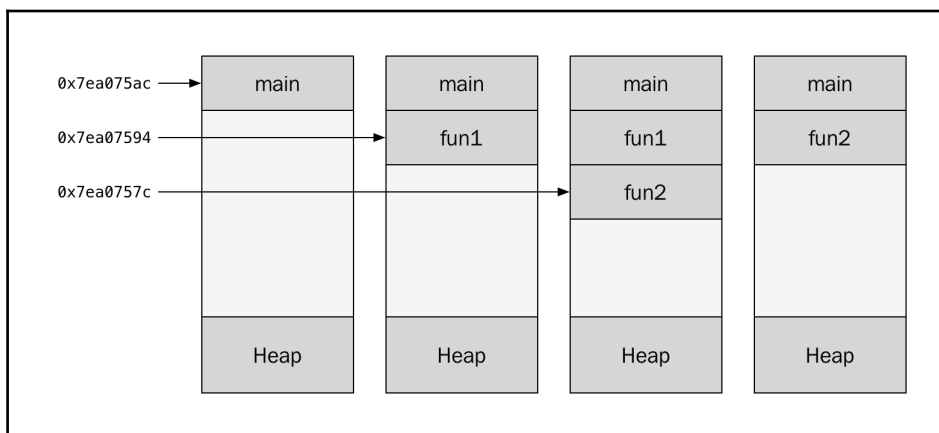 0x7ea075ac main main main main
0x7ea07594 fun1 fun1 fun2
0x7ea0757c fun2
Heap Heap Heap Heap